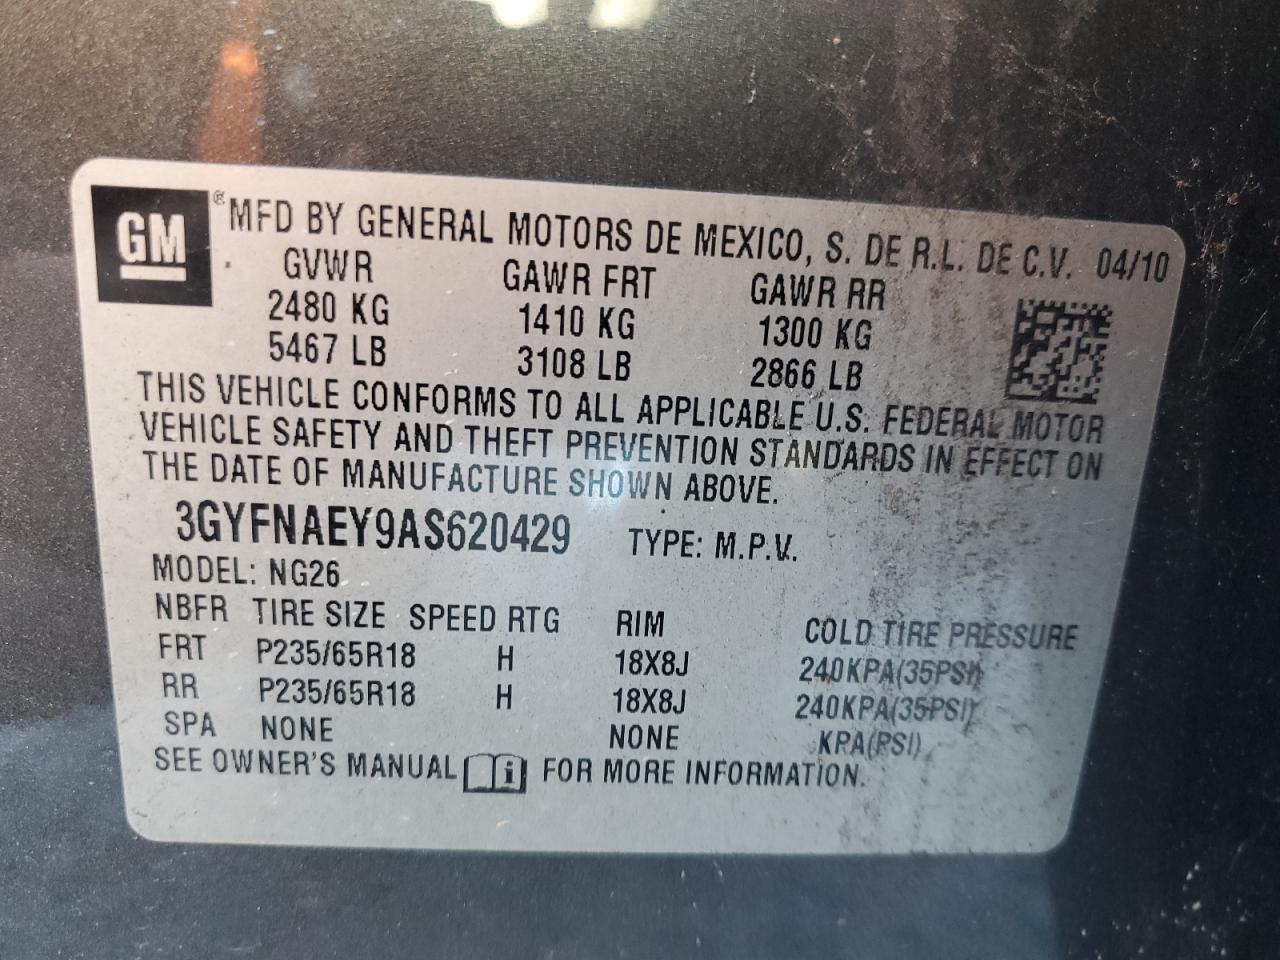 GM ® MFD BY GENERAL MOTORS DE MEXICO, S. DE R.L. DE C.V. 04/10
GVWR GAWR FRT GAWR RR
2480 KG 1410 KG 1300 KG
5467 LB 3108 LB 2866 LB
THIS VEHICLE CONFORMS TO ALL APPLICABLE U.S. FEDERAL MOTOR
VEHICLE SAFETY AND THEFT PREVENTION STANDARDS IN EFFECT ON
THE DATE OF MANUFACTURE SHOWN ABOVE.
3GYFNAEY9AS620429 TYPE: M.P.V.
MODEL: NG26
NBFR TIRE SIZE SPEED RTG RIM COLD TIRE PRESSURE
FRT P235/65R18 H 18X8J 240KPA(35PSI)
RR P235/65R18 H 18X8J 240KPA(35PSI)
SPA NONE NONE KPA(PSI)
SEE OWNER'S MANUAL i FOR MORE INFORMATION.